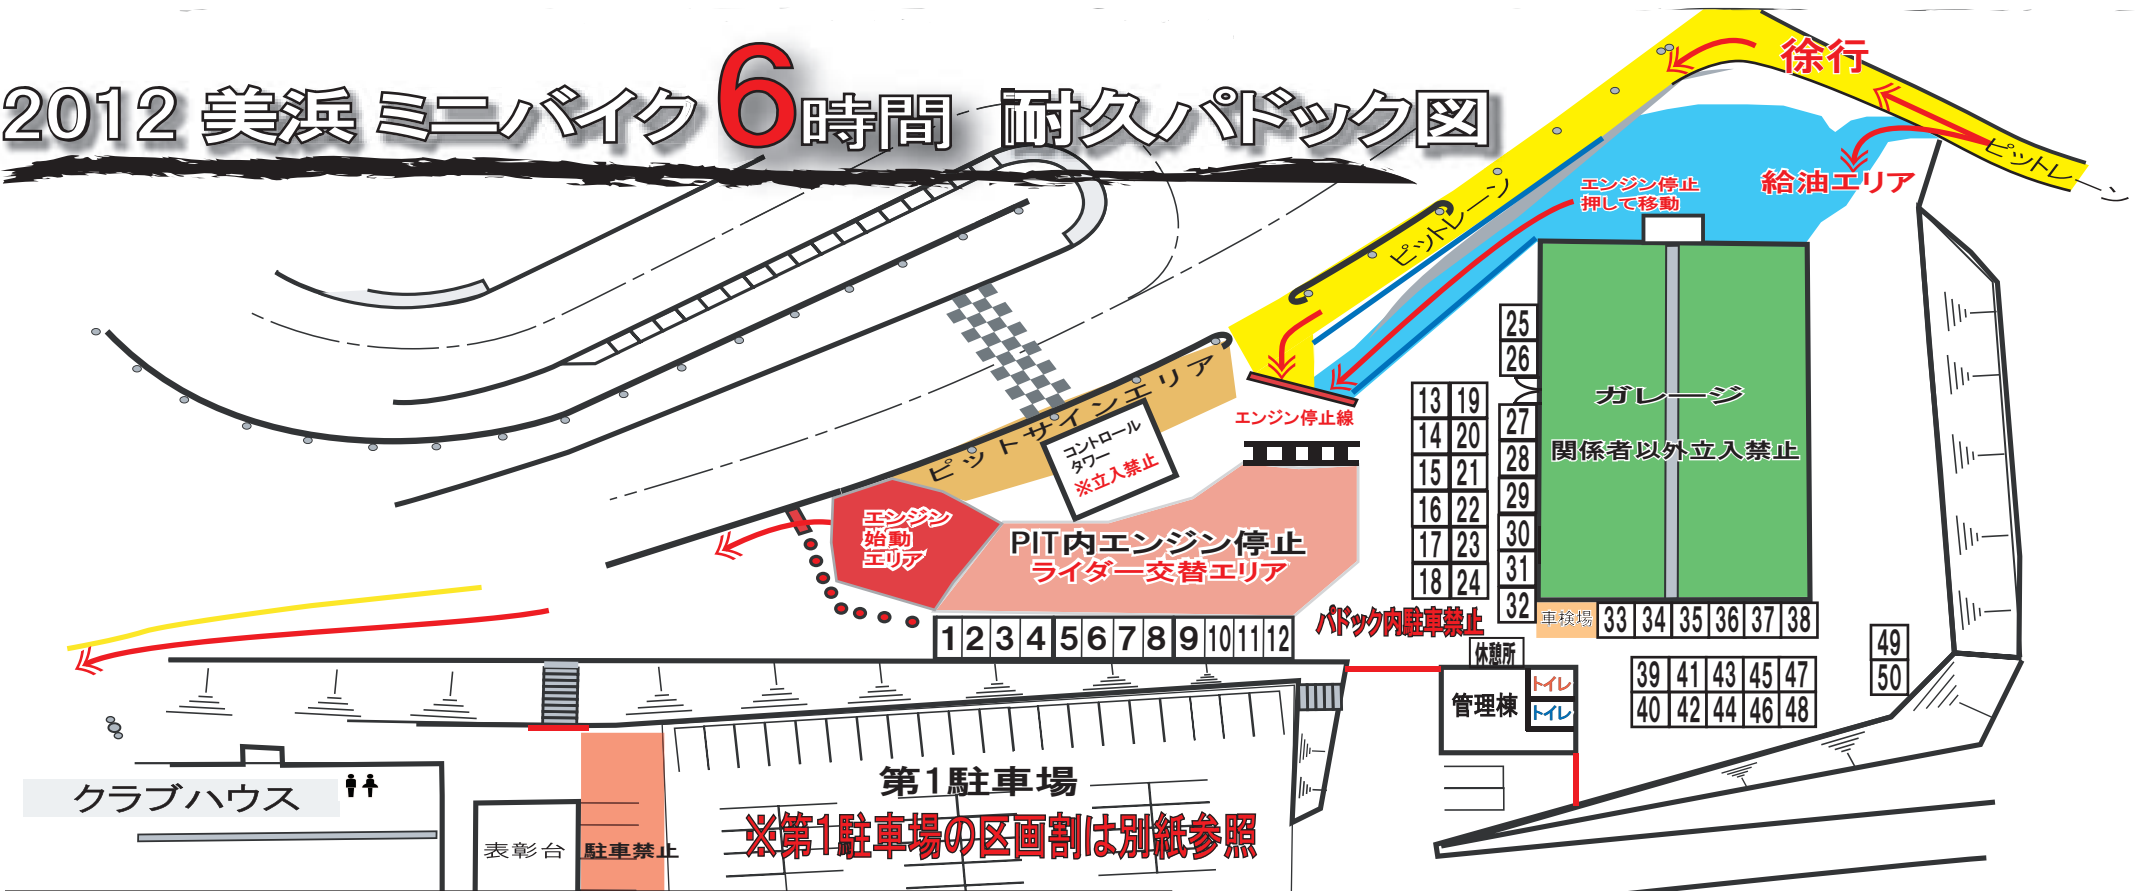 2012 美浜 ミニバイク 6時間 耐久パドック図
徐行
ピットレーン
給油エリア
エンジン停止
押して移動
ピットレーン
エンジン停止線
ピットサインエリア
コントロール
タワー
※立入禁止
エンジン
始動
エリア
PIT内エンジン停止
ライダー交替エリア
ガレージ
関係者以外立入禁止
25
26
13 19
14 20
15 21
16 22
17 23
18 24
27
28
29
30
31
32
車検場
33 34 35 36 37 38
1 2 3 4 5 6 7 8 9 10 11 12
パドック内駐車禁止
休憩所
管理棟
トイレ
トイレ
39 41 43 45 47
40 42 44 46 48
49
50
クラブハウス
表彰台
駐車禁止
第1駐車場
※第1駐車場の区画割は別紙参照